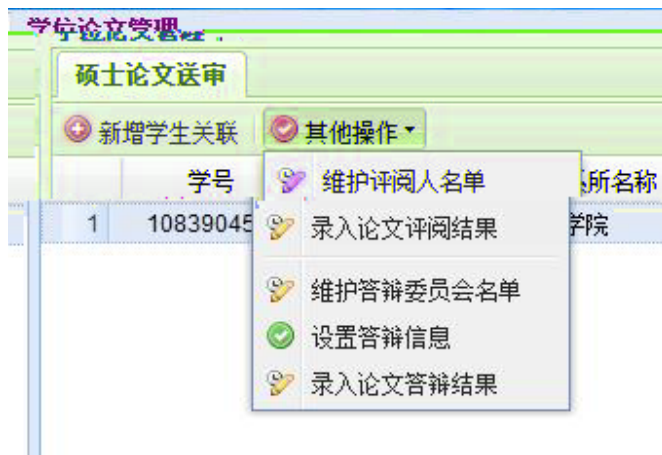 学位论文管理
硕士论文送审
新增学生关联 其他操作
学号 所名称
1 10839045 学院
维护评阅人名单
录入论文评阅结果
维护答辩委员会名单
设置答辩信息
录入论文答辩结果